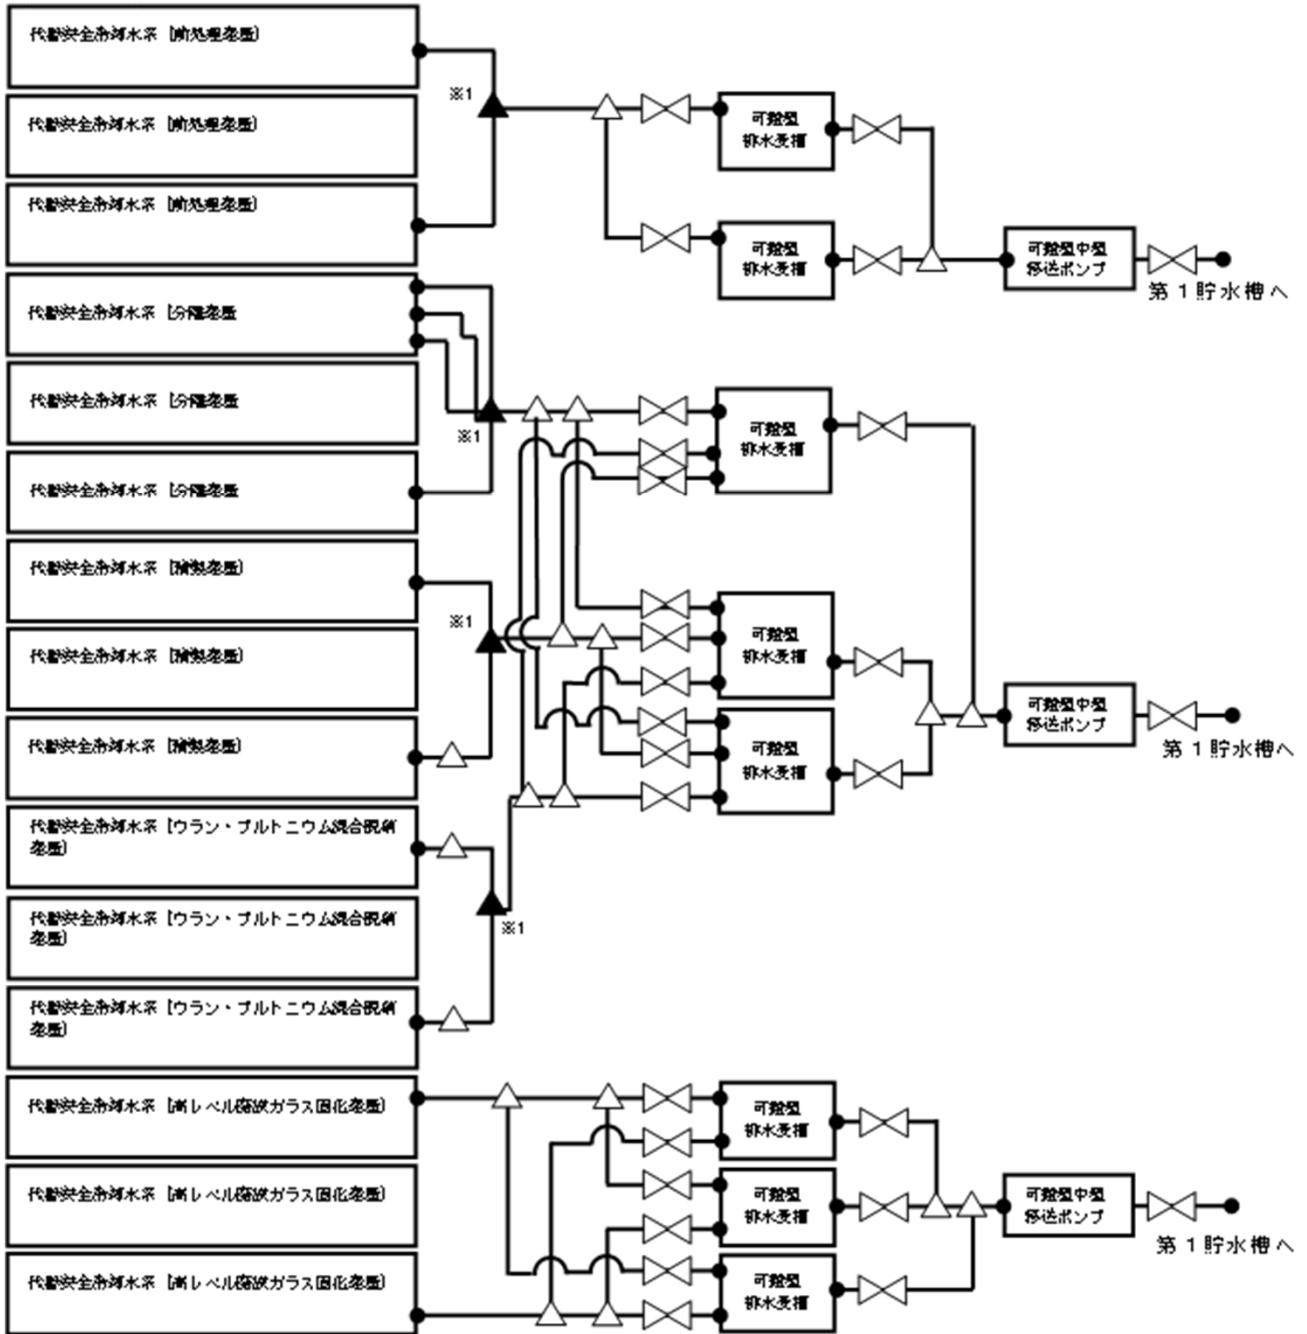 代替安全冷却水系 [前処理建屋]
※1
可搬型
排水受槽
代替安全冷却水系 [前処理建屋]
代替安全冷却水系 [前処理建屋]
可搬型
排水受槽
可搬型中型
移送ポンプ
第1貯水槽へ
代替安全冷却水系 [分離建屋
代替安全冷却水系 [分離建屋
※1
可搬型
排水受槽
代替安全冷却水系 [分離建屋
代替安全冷却水系 [精製建屋]
※1
可搬型
排水受槽
代替安全冷却水系 [精製建屋]
代替安全冷却水系 [精製建屋]
可搬型
排水受槽
可搬型中型
移送ポンプ
第1貯水槽へ
代替安全冷却水系 [ウラン・プルトニウム混合脱硝
建屋]
代替安全冷却水系 [ウラン・プルトニウム混合脱硝
建屋]
※1
代替安全冷却水系 [ウラン・プルトニウム混合脱硝
建屋]
代替安全冷却水系 [高レベル廃液ガラス固化建屋]
可搬型
排水受槽
代替安全冷却水系 [高レベル廃液ガラス固化建屋]
可搬型
排水受槽
可搬型中型
移送ポンプ
第1貯水槽へ
代替安全冷却水系 [高レベル廃液ガラス固化建屋]
可搬型
排水受槽